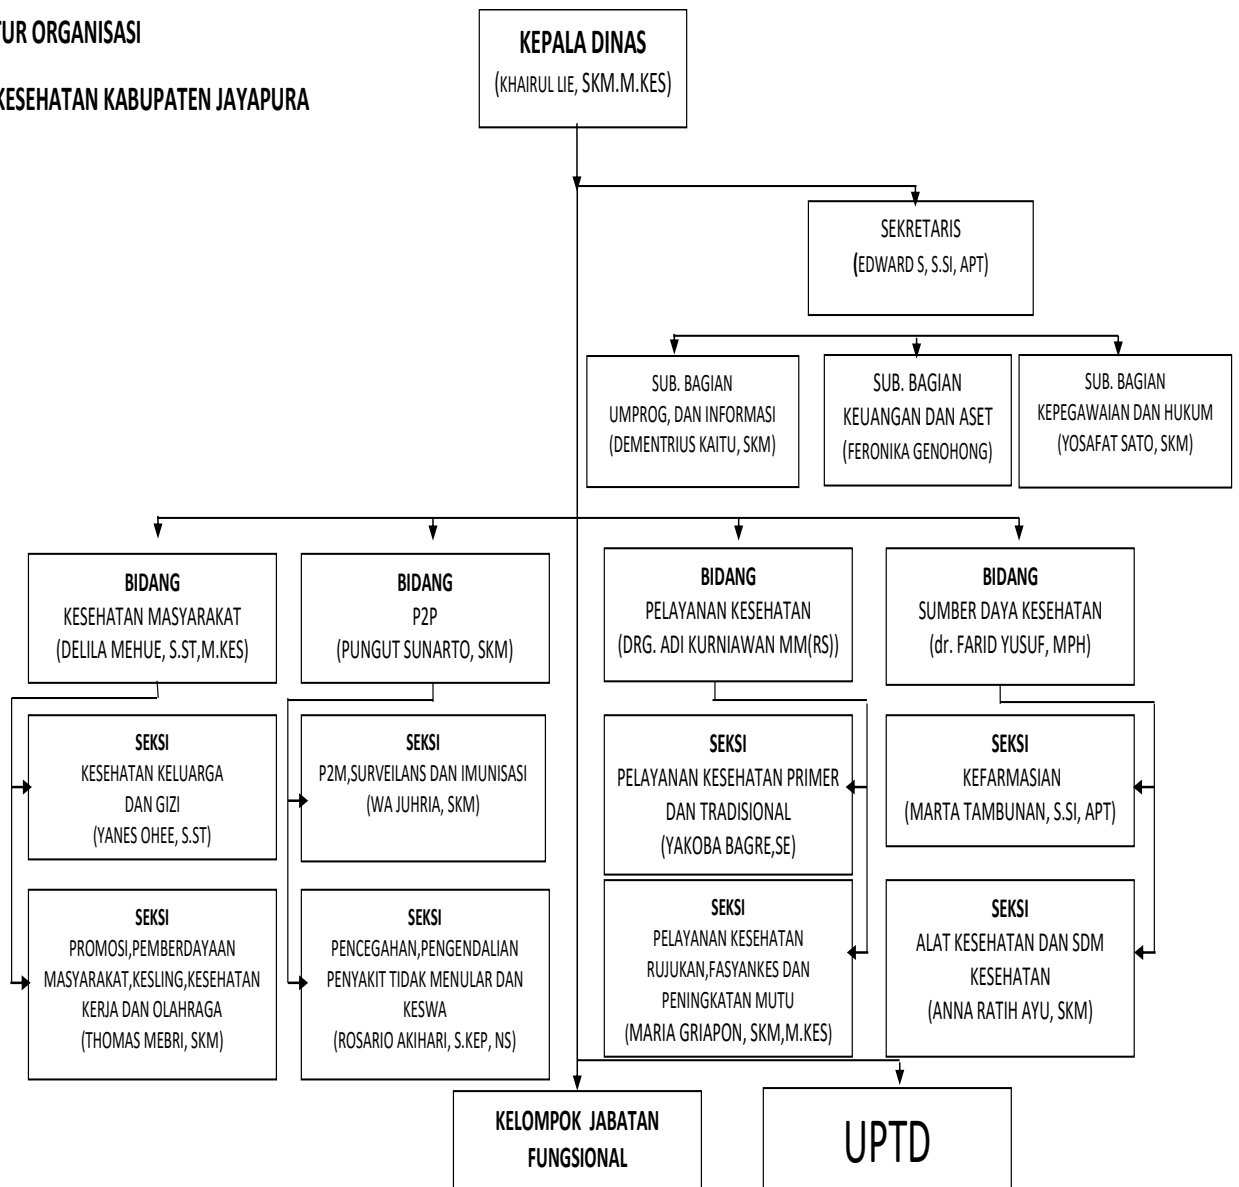 TUR ORGANISASI
KESEHATAN KABUPATEN JAYAPURA
KEPALA DINAS
(KHAIRUL LIE, SKM.M.KES)
SEKRETARIS
(EDWARD S, S.SI, APT)
SUB. BAGIAN
UMPROG, DAN INFORMASI
(DEMENTRIUS KAITU, SKM)
SUB. BAGIAN
KEUANGAN DAN ASET
(FERONIKA GENOHONG)
SUB. BAGIAN
KEPEGAWAIAN DAN HUKUM
(YOSAFAT SATO, SKM)
BIDANG
KESEHATAN MASYARAKAT
(DELILA MEHUE, S.ST,M.KES)
BIDANG
P2P
(PUNGUT SUNARTO, SKM)
BIDANG
PELAYANAN KESEHATAN
(DRG. ADI KURNIAWAN MM(RS))
BIDANG
SUMBER DAYA KESEHATAN
(dr. FARID YUSUF, MPH)
SEKSI
KESEHATAN KELUARGA
DAN GIZI
(YANES OHEE, S.ST)
SEKSI
P2M,SURVEILANS DAN IMUNISASI
(WA JUHRIA, SKM)
SEKSI
PELAYANAN KESEHATAN PRIMER
DAN TRADISIONAL
(YAKOBA BAGRE,SE)
SEKSI
KEFARMASIAN
(MARTA TAMBUNAN, S.SI, APT)
SEKSI
PROMOSI,PEMBERDAYAAN
MASYARAKAT,KESLING,KESEHATAN
KERJA DAN OLAHRAGA
(THOMAS MEBRI, SKM)
SEKSI
PENCEGAHAN,PENGENDALIAN
PENYAKIT TIDAK MENULAR DAN
KESWA
(ROSARIO AKIHARI, S.KEP, NS)
SEKSI
PELAYANAN KESEHATAN
RUJUKAN,FASYANKES DAN
PENINGKATAN MUTU
(MARIA GRIAPON, SKM,M.KES)
SEKSI
ALAT KESEHATAN DAN SDM
KESEHATAN
(ANNA RATIH AYU, SKM)
KELOMPOK JABATAN
FUNGSIONAL
UPTD